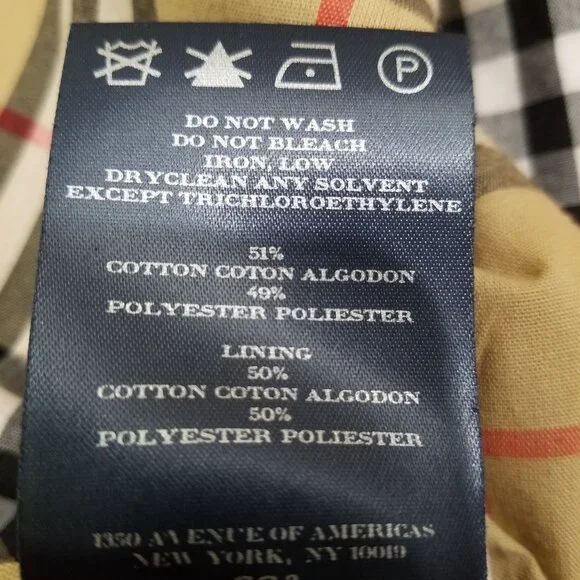 P
DO NOT WASH
DO NOT BLEACH
IRON, LOW
DRYCLEAN ANY SOLVENT
EXCEPT TRICHLOROETHYLENE
51%
COTTON COTON ALGODON
49%
POLYESTER POLIESTER
LINING
50%
COTTON COTON ALGODON
50%
POLYESTER POLIESTER
1350 AVENUE OF AMERICAS
NEW YORK, NY 10019